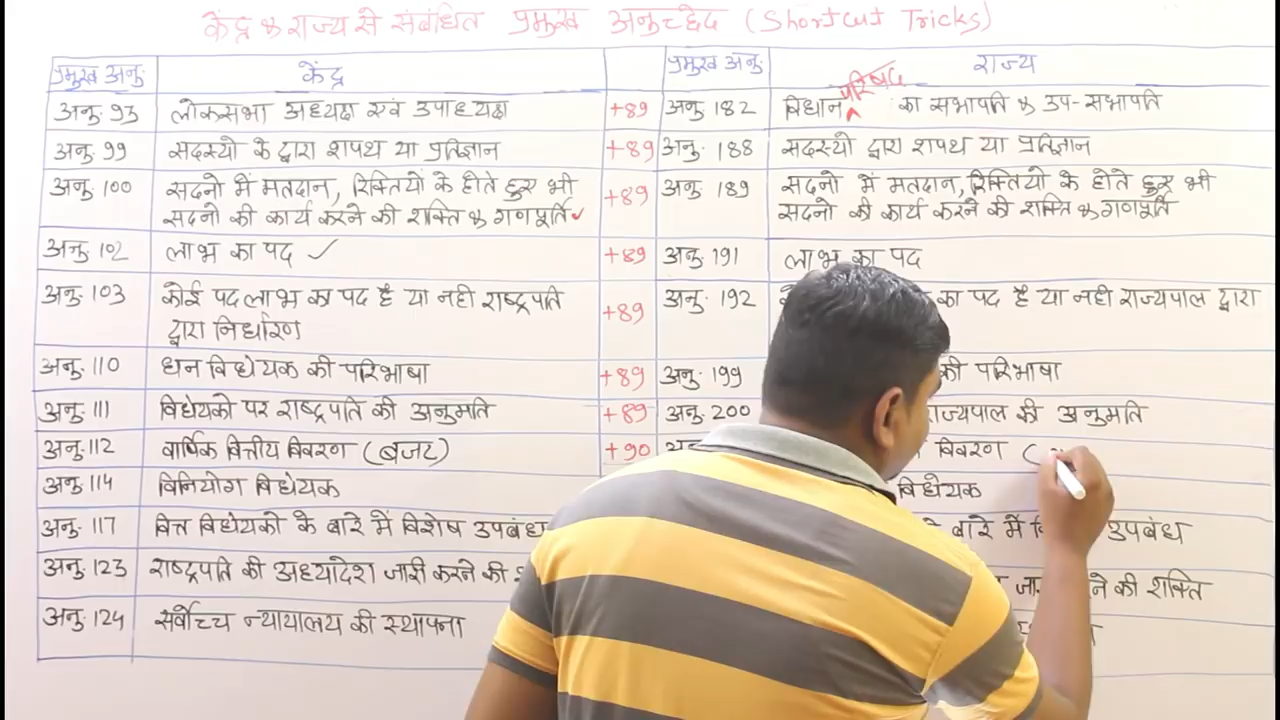 केंद्र & राज्य से संबंधित प्रमुख अनुच्छेद (Shortcut Tricks)
प्रमुख अनु. केंद्र प्रमुख अनु. राज्य
परिषद
अनु. 93 लोकसभा अध्यक्ष एवं उपाध्यक्ष +89 अनु. 182 विधान ^ का सभापति & उप-सभापति
अनु. 99 सदस्यो के द्वारा शपथ या प्रतिज्ञान +89 अनु. 188 सदस्यो द्वारा शपथ या प्रतिज्ञान
अनु. 100 सदनो में मतदान, रिक्तियो के होते हुए भी +89 अनु. 189 सदनो में मतदान, रिक्तियो के होते हुए भी
सदनो की कार्य करने की शक्ति & गणपूर्ति ✓ सदनो की कार्य करने की शक्ति & गणपूर्ति
अनु. 102 लाभ का पद ✓ +89 अनु. 191 लाभ का पद
अनु. 103 कोई पद लाभ का पद है या नही राष्ट्रपति +89 अनु. 192 का पद है या नही राज्यपाल द्वारा
द्वारा निर्धारण
अनु. 110 धन विधेयक की परिभाषा +89 अनु. 199 की परिभाषा
अनु. 111 विधेयको पर राष्ट्रपति की अनुमति +89 अनु. 200 राज्यपाल की अनुमति
अनु. 112 वार्षिक वित्तीय विवरण (बजट) +90 विवरण (
अनु. 114 विनियोग विधेयक विधेयक
अनु. 117 वित्त विधेयको के बारे में विशेष उपबंध बारे में उपबंध
अनु. 123 राष्ट्रपति की अध्यादेश जारी करने की की शक्ति
अनु. 124 सर्वोच्च न्यायालय की स्थापना